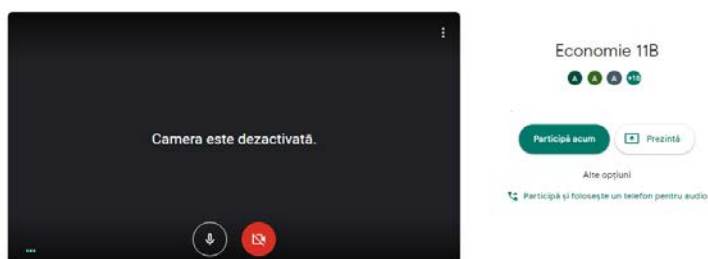 Camera este dezactivată.
Economie 11B
A A A +18
Participă acum
Prezintă
Alte opțiuni
Participă și folosește un telefon pentru audio